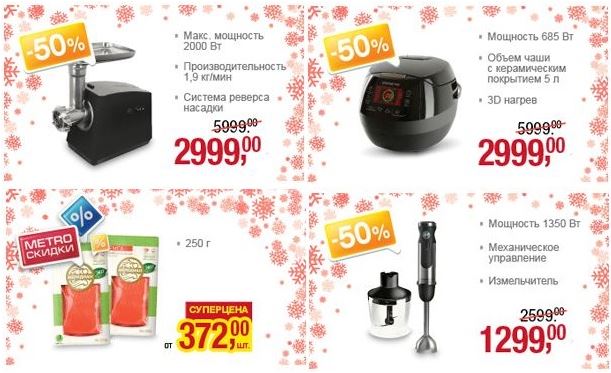 -50%
Макс. мощность
2000 Вт
Производительность
1,9 кг/мин
Система реверса
насадки
5999.00
2999,00
-50%
Мощность 685 Вт
Объем чаши
с керамическим
покрытием 5 л
3D нагрев
5999.00
2999,00
%
METRO
СКИДКИ
%
250 г
СУПЕРЦЕНА
от 372,00 шт.
-50%
Мощность 1350 Вт
Механическое
управление
Измельчитель
2599.00
1299,00